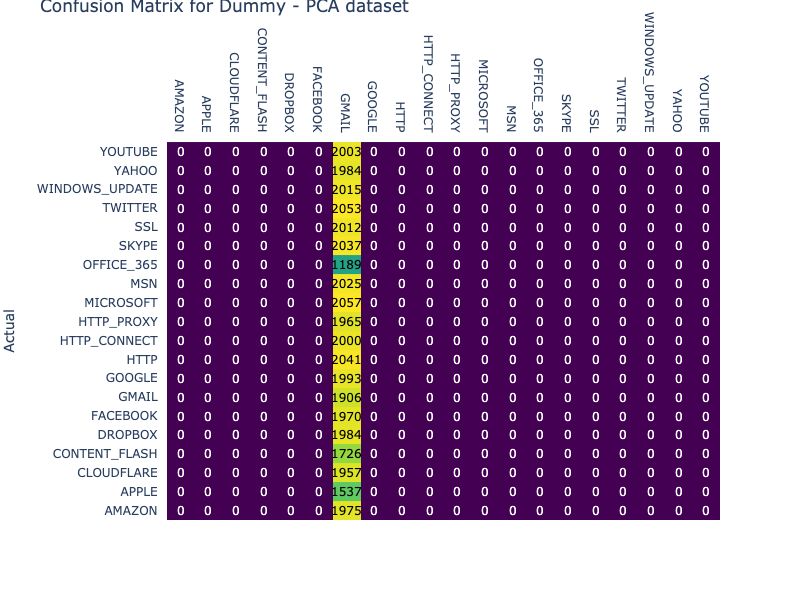 Confusion Matrix for Dummy - PCA dataset
AMAZON APPLE CLOUDFLARE CONTENT_FLASH DROPBOX FACEBOOK GMAIL GOOGLE HTTP HTTP_CONNECT HTTP_PROXY MICROSOFT MSN OFFICE_365 SKYPE SSL TWITTER WINDOWS_UPDATE YAHOO YOUTUBE
YOUTUBE 0 0 0 0 0 0 2003 0 0 0 0 0 0 0 0 0 0 0 0 0
YAHOO 0 0 0 0 0 0 1984 0 0 0 0 0 0 0 0 0 0 0 0 0
WINDOWS_UPDATE 0 0 0 0 0 0 2015 0 0 0 0 0 0 0 0 0 0 0 0 0
TWITTER 0 0 0 0 0 0 2053 0 0 0 0 0 0 0 0 0 0 0 0 0
SSL 0 0 0 0 0 0 2012 0 0 0 0 0 0 0 0 0 0 0 0 0
SKYPE 0 0 0 0 0 0 2037 0 0 0 0 0 0 0 0 0 0 0 0 0
OFFICE_365 0 0 0 0 0 0 1189 0 0 0 0 0 0 0 0 0 0 0 0 0
MSN 0 0 0 0 0 0 2025 0 0 0 0 0 0 0 0 0 0 0 0 0
MICROSOFT 0 0 0 0 0 0 2057 0 0 0 0 0 0 0 0 0 0 0 0 0
HTTP_PROXY 0 0 0 0 0 0 1965 0 0 0 0 0 0 0 0 0 0 0 0 0
HTTP_CONNECT 0 0 0 0 0 0 2000 0 0 0 0 0 0 0 0 0 0 0 0 0
HTTP 0 0 0 0 0 0 2041 0 0 0 0 0 0 0 0 0 0 0 0 0
GOOGLE 0 0 0 0 0 0 1993 0 0 0 0 0 0 0 0 0 0 0 0 0
GMAIL 0 0 0 0 0 0 1906 0 0 0 0 0 0 0 0 0 0 0 0 0
FACEBOOK 0 0 0 0 0 0 1970 0 0 0 0 0 0 0 0 0 0 0 0 0
DROPBOX 0 0 0 0 0 0 1984 0 0 0 0 0 0 0 0 0 0 0 0 0
CONTENT_FLASH 0 0 0 0 0 0 1726 0 0 0 0 0 0 0 0 0 0 0 0 0
CLOUDFLARE 0 0 0 0 0 0 1957 0 0 0 0 0 0 0 0 0 0 0 0 0
APPLE 0 0 0 0 0 0 1537 0 0 0 0 0 0 0 0 0 0 0 0 0
AMAZON 0 0 0 0 0 0 1975 0 0 0 0 0 0 0 0 0 0 0 0 0
Actual